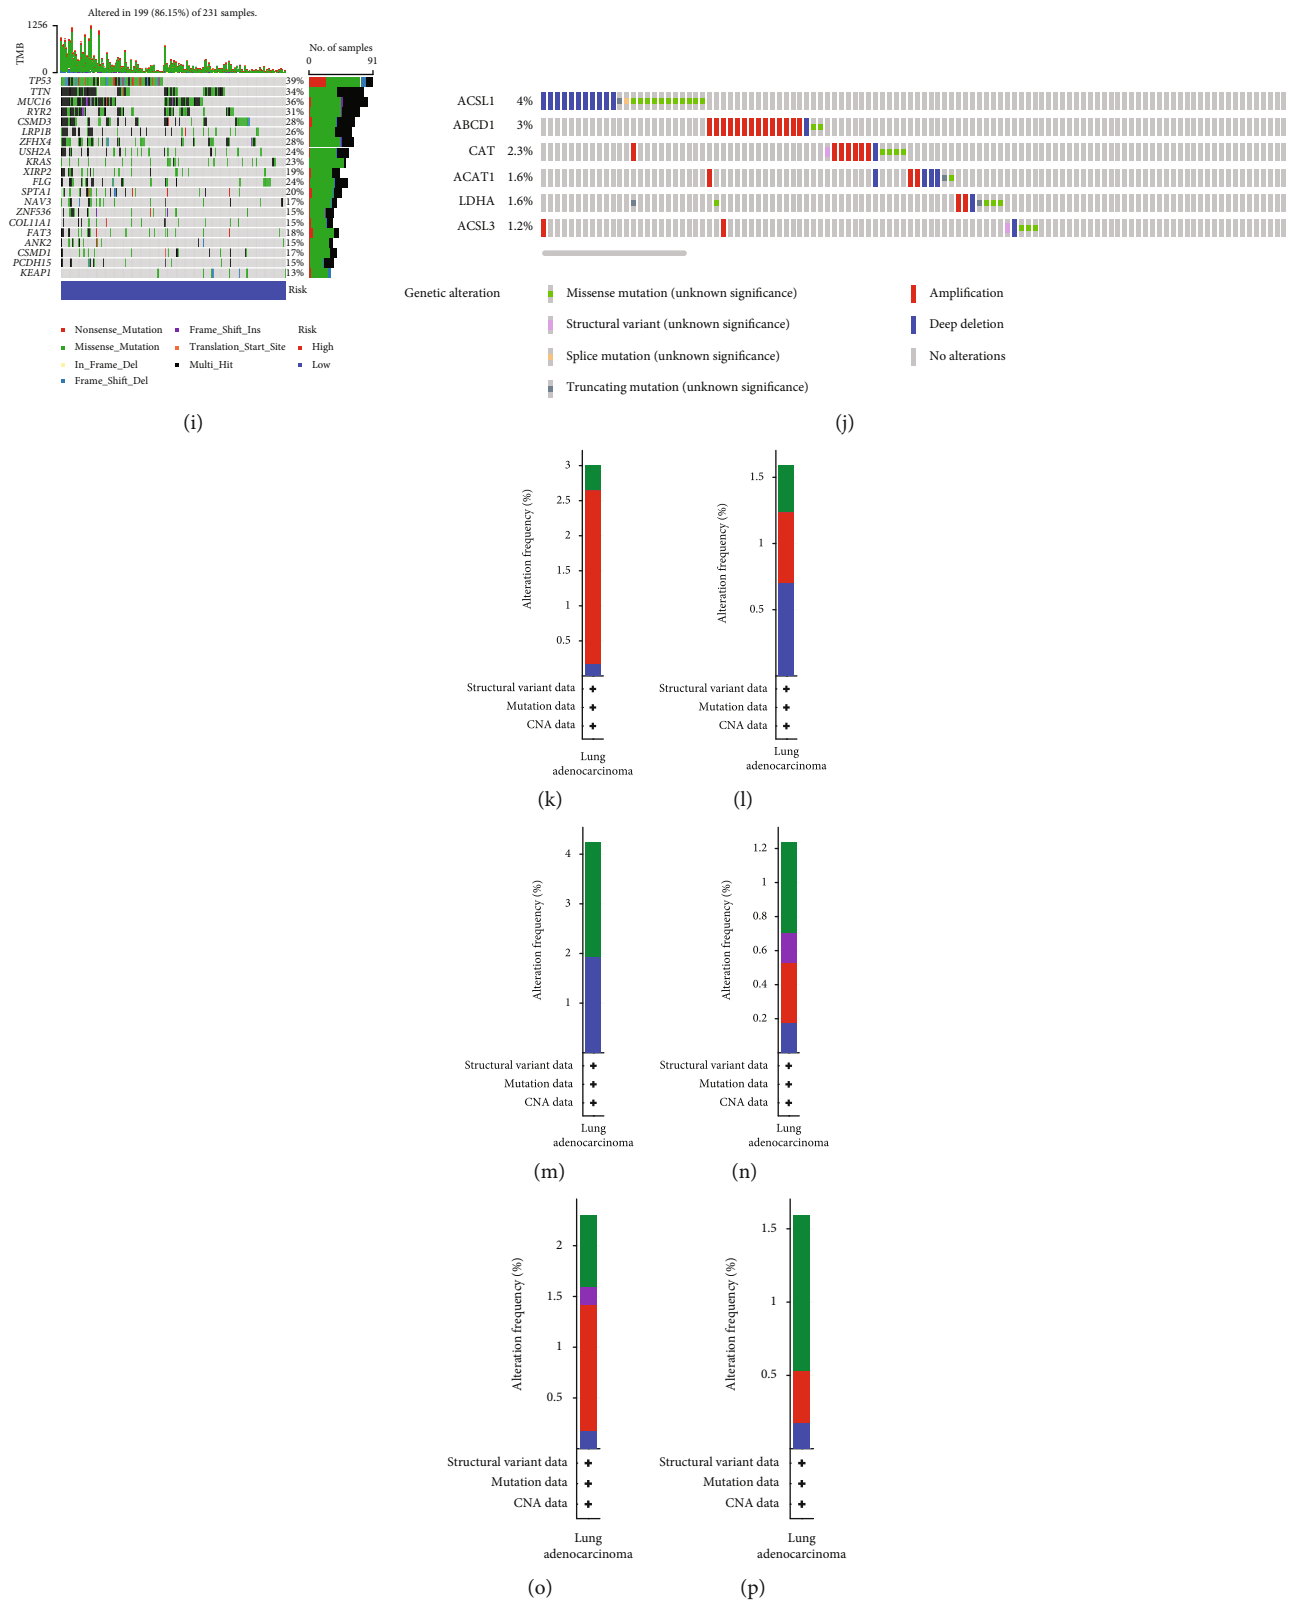 Altered in 199 (86.15%) of 231 samples.
1256
TMB
0
No. of samples
0 91
TP53 39%
TTN 34%
MUC16 36%
RYR2 31%
CSMD3 28%
LRP1B 26%
ZFHX4 28%
USH2A 24%
KRAS 23%
XIRP2 19%
FLG 24%
SPTA1 20%
NAV3 17%
ZNF536 15%
COL11A1 15%
FAT3 18%
ANK2 15%
CSMD1 17%
PCDH15 15%
KEAP1 13%
Risk
Nonsense_Mutation
Missense_Mutation
In_Frame_Del
Frame_Shift_Del
Frame_Shift_Ins
Translation_Start_Site
Multi_Hit
Risk
High
Low
(i)
ACSL1 4%
ABCD1 3%
CAT 2.3%
ACAT1 1.6%
LDHA 1.6%
ACSL3 1.2%
Genetic alteration
Missense mutation (unknown significance)
Structural variant (unknown significance)
Splice mutation (unknown significance)
Truncating mutation (unknown significance)
Amplification
Deep deletion
No alterations
(j)
Alteration frequency (%)
3
2.5
2
1.5
1
0.5
Structural variant data
Mutation data
CNA data
Lung
adenocarcinoma
(k)
Alteration frequency (%)
1.5
1
0.5
Structural variant data
Mutation data
CNA data
Lung
adenocarcinoma
(l)
Alteration frequency (%)
4
3
2
1
Structural variant data
Mutation data
CNA data
Lung
adenocarcinoma
(m)
Alteration frequency (%)
1.2
1
0.8
0.6
0.4
0.2
Structural variant data
Mutation data
CNA data
Lung
adenocarcinoma
(n)
Alteration frequency (%)
2
1.5
1
0.5
Structural variant data
Mutation data
CNA data
Lung
adenocarcinoma
(o)
Alteration frequency (%)
1.5
1
0.5
Structural variant data
Mutation data
CNA data
Lung
adenocarcinoma
(p)